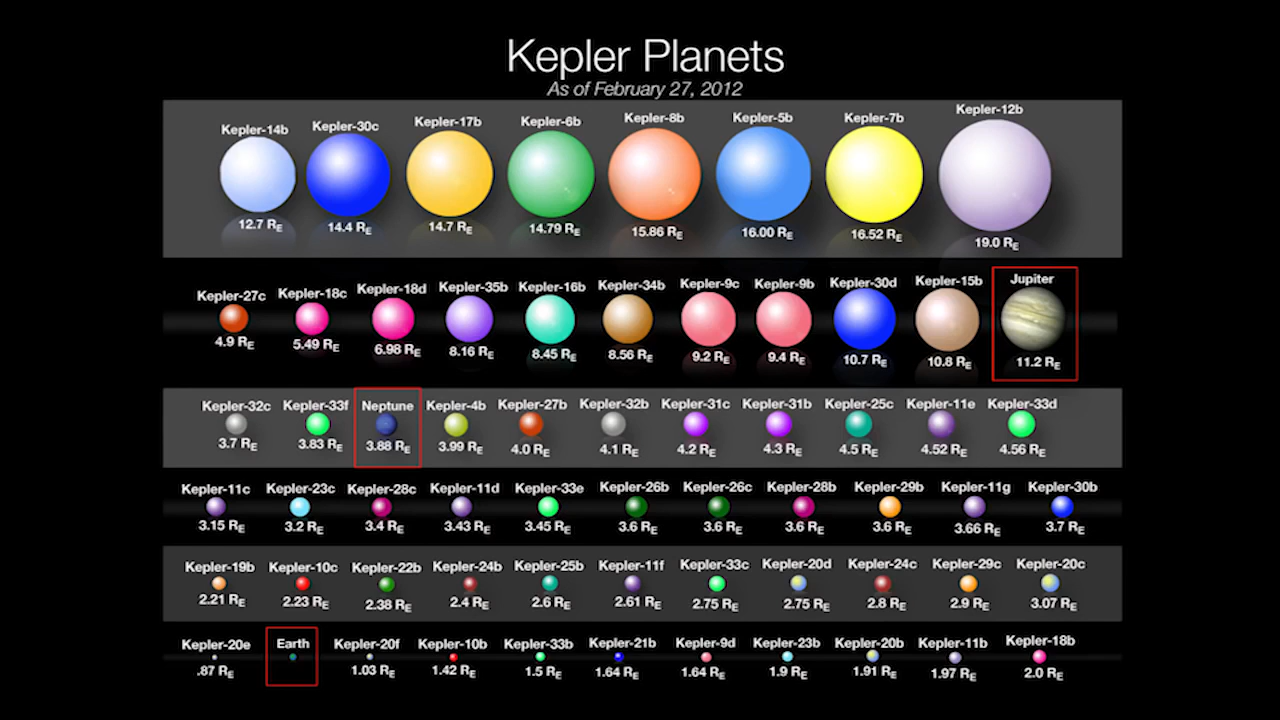 Kepler Planets
As of February 27, 2012
Kepler-14b Kepler-30c Kepler-17b Kepler-6b Kepler-8b Kepler-5b Kepler-7b Kepler-12b
12.7 RE 14.4 RE 14.7 RE 14.79 RE 15.86 RE 16.00 RE 16.52 RE 19.0 RE
Kepler-27c Kepler-18c Kepler-18d Kepler-35b Kepler-16b Kepler-34b Kepler-9c Kepler-9b Kepler-30d Kepler-15b Jupiter
4.9 RE 5.49 RE 6.98 RE 8.16 RE 8.45 RE 8.56 RE 9.2 RE 9.4 RE 10.7 RE 10.8 RE 11.2 RE
Kepler-32c Kepler-33f Neptune Kepler-4b Kepler-27b Kepler-32b Kepler-31c Kepler-31b Kepler-25c Kepler-11e Kepler-33d
3.7 RE 3.83 RE 3.88 RE 3.99 RE 4.0 RE 4.1 RE 4.2 RE 4.3 RE 4.5 RE 4.52 RE 4.56 RE
Kepler-11c Kepler-23c Kepler-28c Kepler-11d Kepler-33e Kepler-26b Kepler-26c Kepler-28b Kepler-29b Kepler-11g Kepler-30b
3.15 RE 3.2 RE 3.4 RE 3.43 RE 3.45 RE 3.6 RE 3.6 RE 3.6 RE 3.6 RE 3.66 RE 3.7 RE
Kepler-19b Kepler-10c Kepler-22b Kepler-24b Kepler-25b Kepler-11f Kepler-33c Kepler-20d Kepler-24c Kepler-29c Kepler-20c
2.21 RE 2.23 RE 2.38 RE 2.4 RE 2.6 RE 2.61 RE 2.75 RE 2.75 RE 2.8 RE 2.9 RE 3.07 RE
Kepler-20e Earth Kepler-20f Kepler-10b Kepler-33b Kepler-21b Kepler-9d Kepler-23b Kepler-20b Kepler-11b Kepler-18b
.87 RE 1.03 RE 1.42 RE 1.5 RE 1.64 RE 1.64 RE 1.9 RE 1.91 RE 1.97 RE 2.0 RE